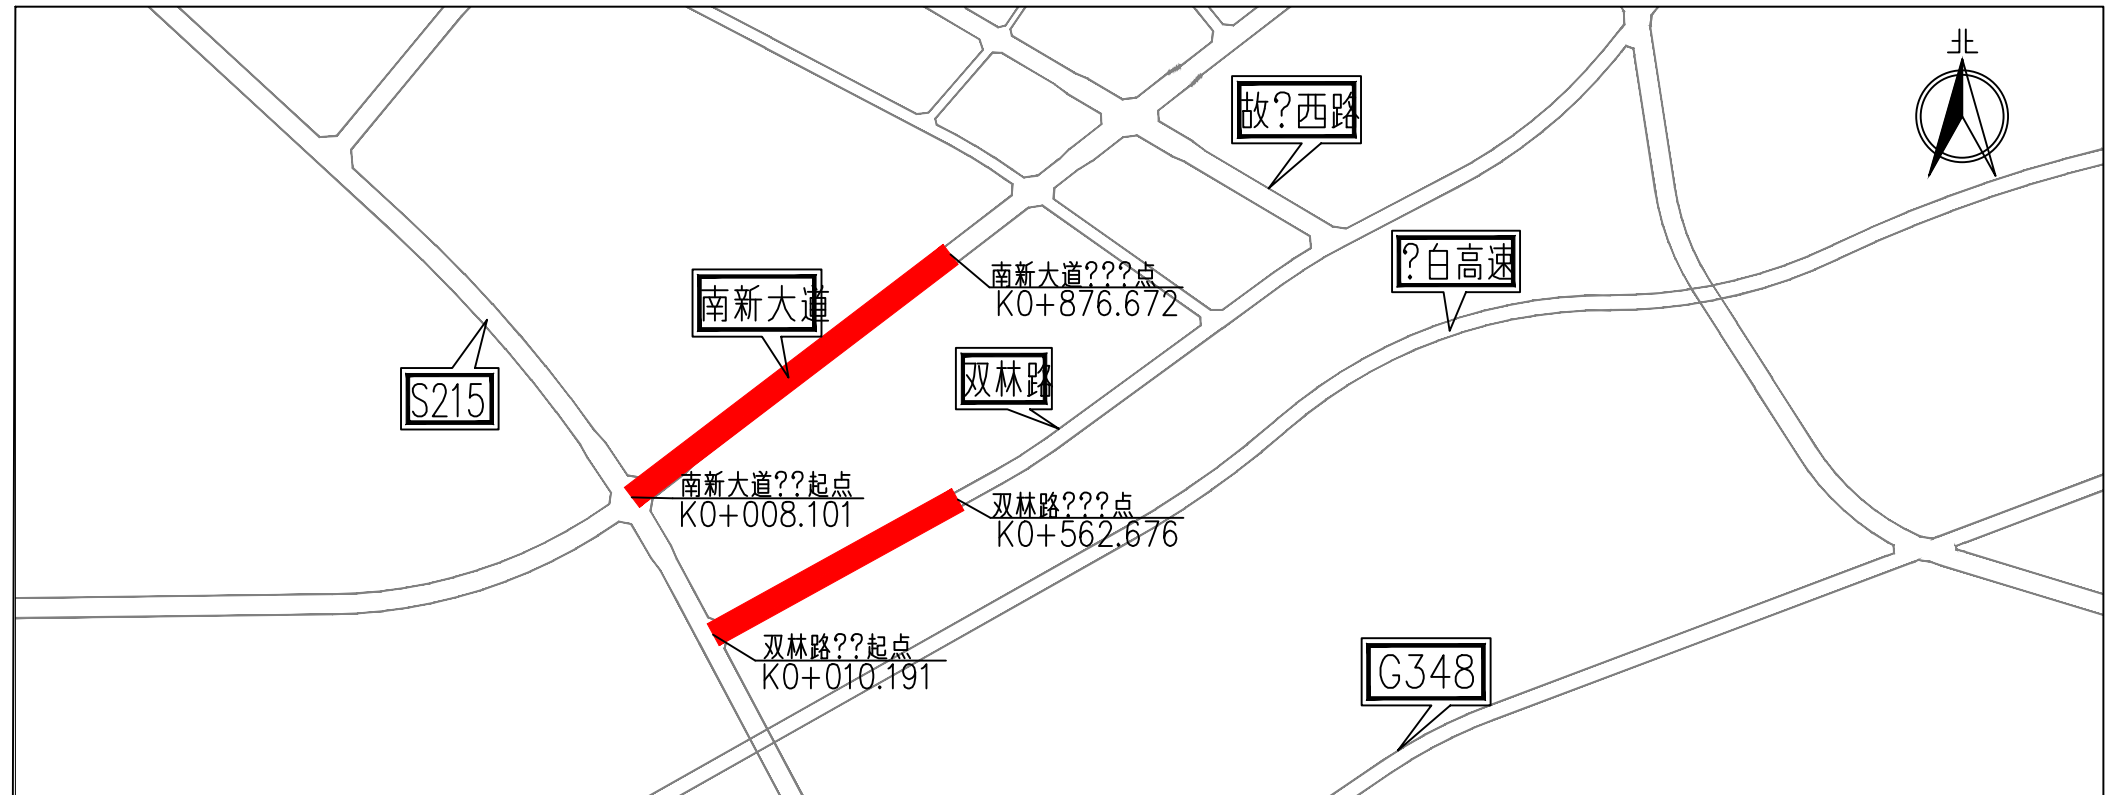 北
故?西路
?白高速
南新大道???点
K0+876.672
南新大道
双林路
S215
南新大道??起点
K0+008.101
双林路???点
K0+562.676
双林路??起点
K0+010.191
G348